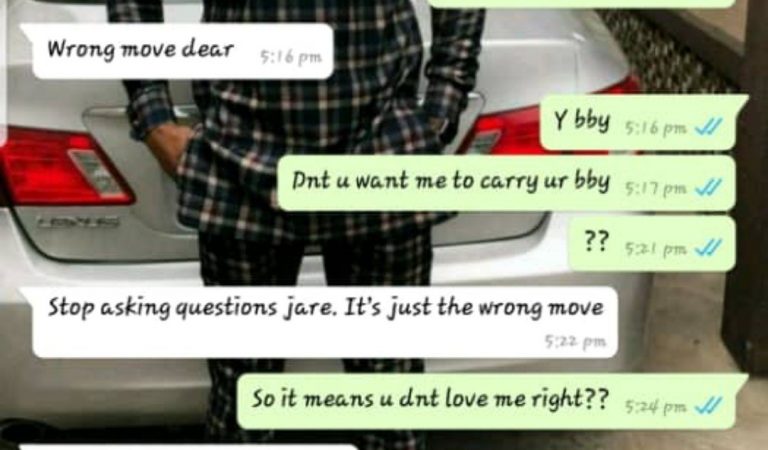 Wrong move dear 5:16 pm
Y bby 5:16 pm
Dnt u want me to carry ur bby 5:17 pm
?? 5:21 pm
Stop asking questions jare. It's just the wrong move
5:22 pm
So it means u dnt love me right?? 5:24 pm
LEXUS